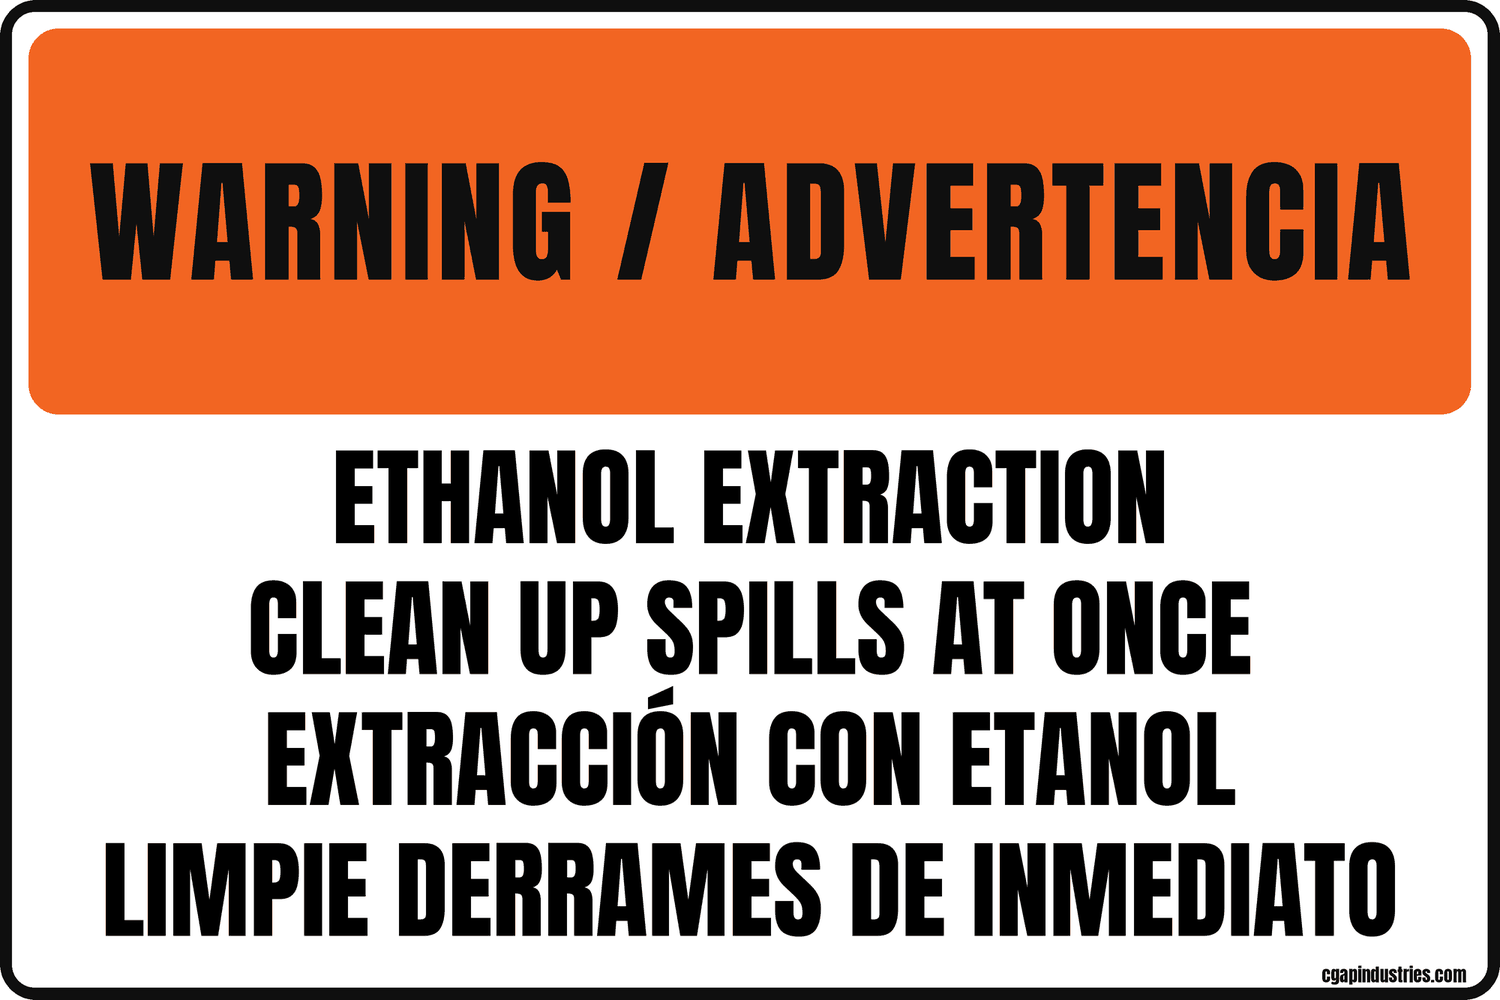 WARNING / ADVERTENCIA
ETHANOL EXTRACTION
CLEAN UP SPILLS AT ONCE
EXTRACCIÓN CON ETANOL
LIMPIE DERRAMES DE INMEDIATO
cgapindustries.com